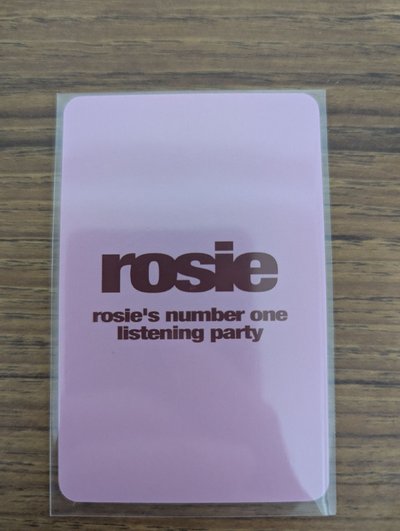 rosie
rosie's number one
listening party